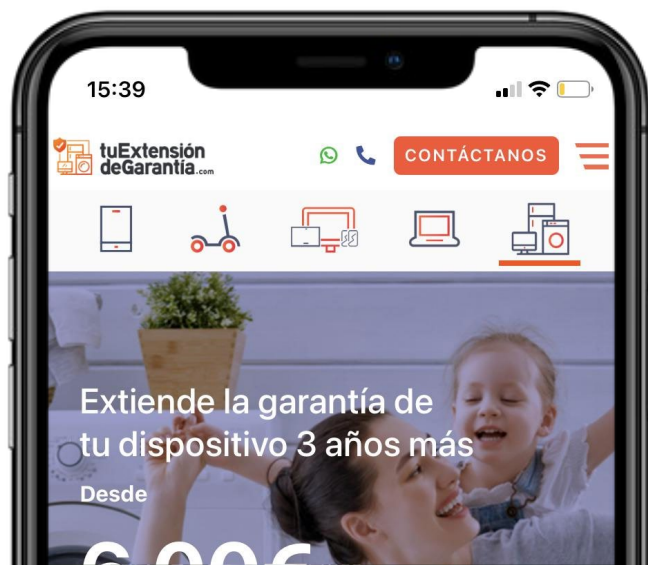 15:39
tuExtensión
deGarantía.com
CONTÁCTANOS
Extiende la garantía de
tu dispositivo 3 años más
Desde